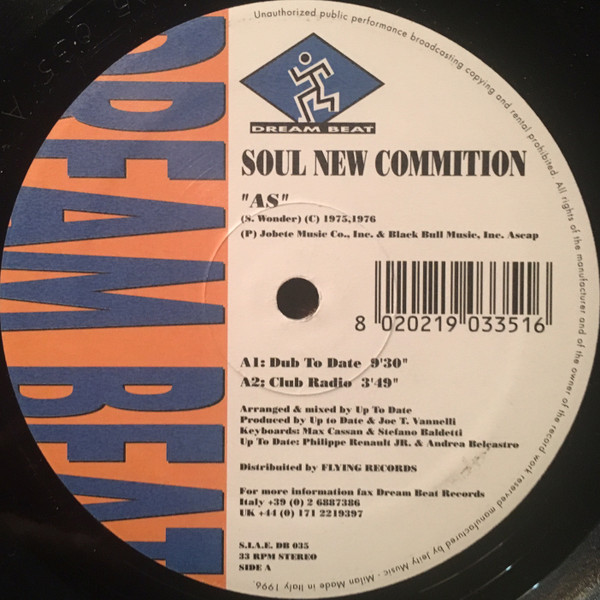 Unauthorized public performance broadcasting copying and rental prohibited. All rights of the manufacturer and of the owner of the record work reserved manufactured by Jelly Music - Milan Made in Italy 1996.
DREAM BEAT
DREAM BEAT
SOUL NEW COMMITION
"AS"
(S. Wonder) (C) 1975,1976
(P) Jobete Music Co., Inc. & Black Bull Music, Inc. Ascap
8 020219 033516
A1: Dub To Date 9'30"
A2: Club Radio 3'49"
Arranged & mixed by Up To Date
Produced by Up to Date & Joe T. Vannelli
Keyboards: Max Cassan & Stefano Baldetti
Up To Date: Philippe Renault JR. & Andrea Belcastro
Distribuited by FLYING RECORDS
For more information fax Dream Beat Records
Italy +39 (0) 2 6887386
UK +44 (0) 171 2219397
S.I.A.E. DB 035
33 RPM STEREO
SIDE A